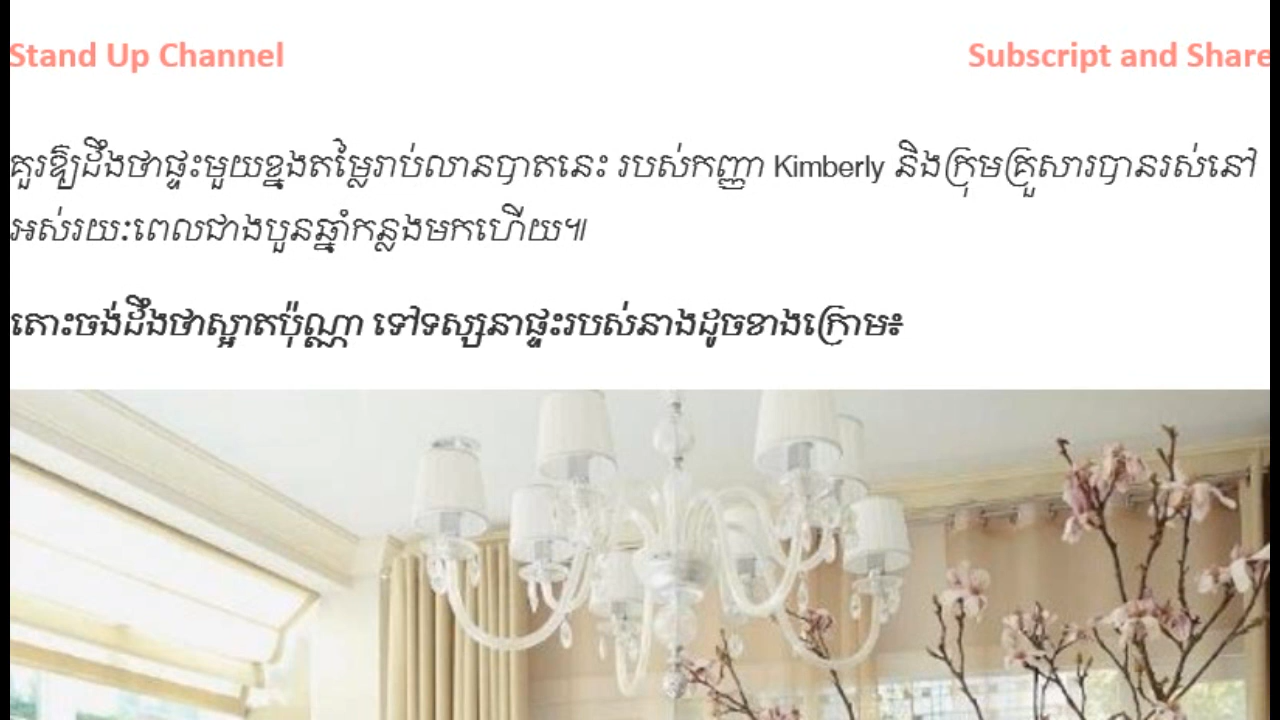 Stand Up Channel
Subscript and Share
គួរឱ្យដឹងថាផ្ទះមួយខ្នងតម្លៃរាប់លានបាតនេះ របស់កញ្ញា Kimberly និងក្រុមគ្រួសារបានរស់នៅ
អស់រយៈពេលជាងបួនឆ្នាំកន្លងមកហើយ៕
តោះចង់ដឹងថាស្អាតប៉ុណ្ណា ទៅទស្សនាផ្ទះរបស់នាងដូចខាងក្រោម៖